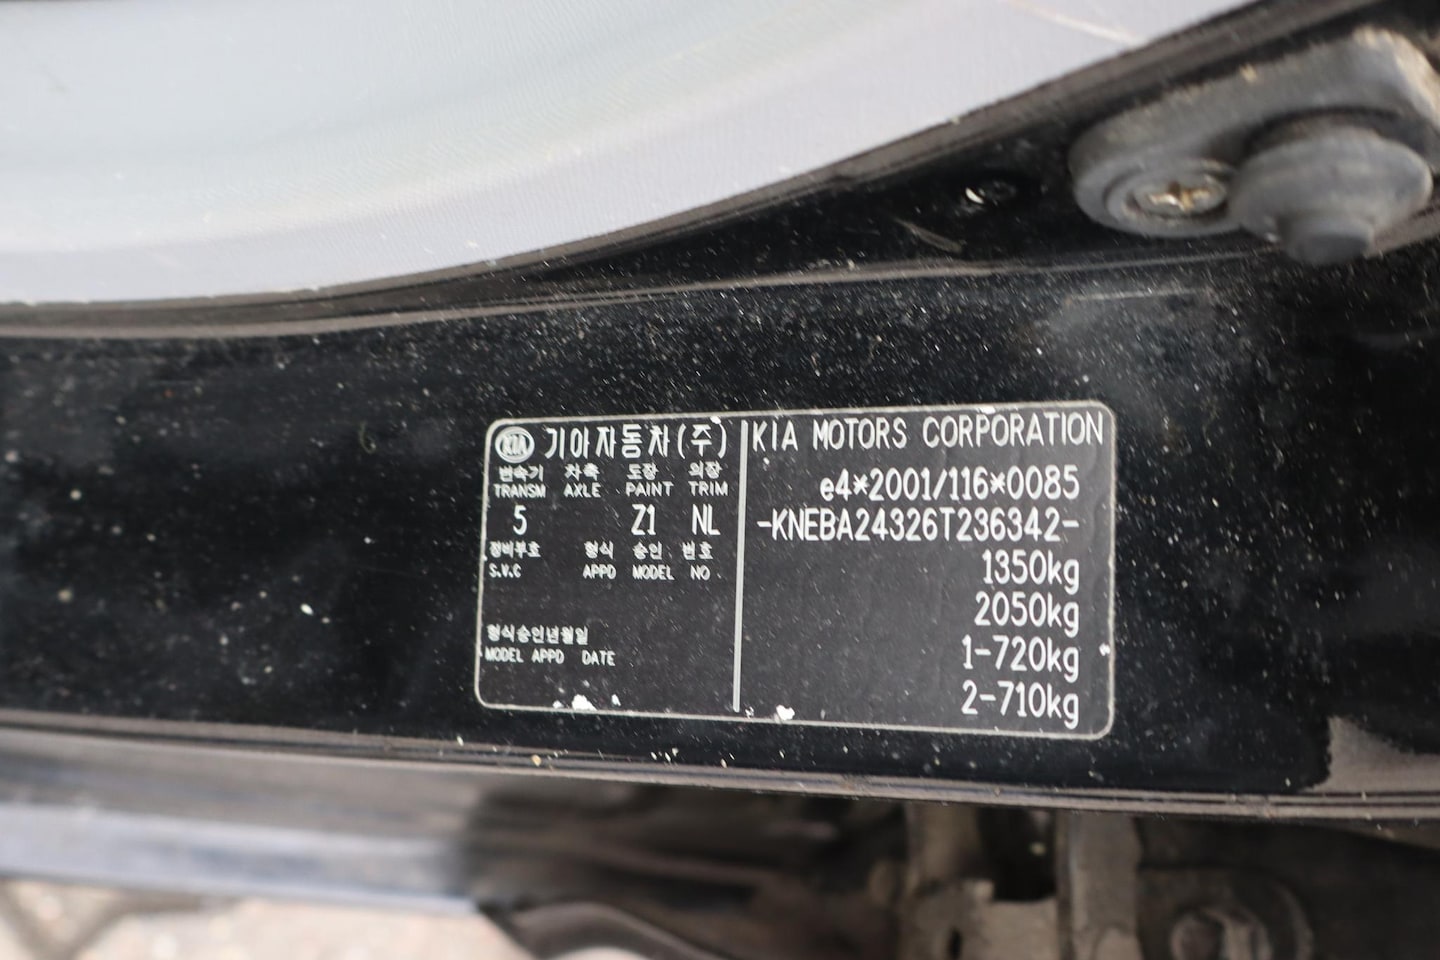 KIA 기아자동차(주)
변속기 차축 도장 의장
TRANSM AXLE PAINT TRIM
5 Z1 NL
정비부호 형식 승인 번호
S.V.C APPD MODEL NO.
형식승인년월일
MODEL APPD DATE
KIA MOTORS CORPORATION
e4*2001/116*0085
-KNEBA24326T236342-
1350kg
2050kg
1-720kg
2-710kg